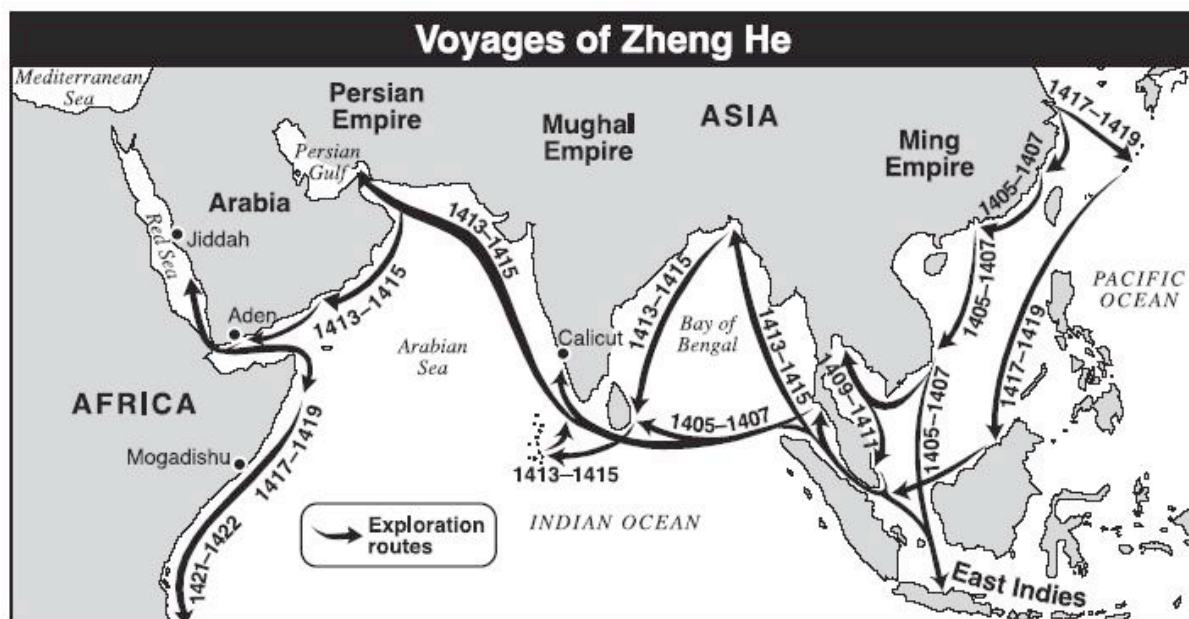 Voyages of Zheng He
Mediterranean
Sea
Persian
Empire
Persian
Gulf
Mughal
Empire
ASIA
Ming
Empire
1417–1419
1405–1407
Arabia
Jiddah
Red Sea
1413–1415
1413–1415
1405–1407
PACIFIC
OCEAN
Aden
1413–1415
Arabian
Sea
Calicut
Bay of
Bengal
1413–1415
1409–1411
1405–1407
1417–1419
AFRICA
1405–1407
Mogadishu
1417–1419
1413–1415
1421–1422
Exploration
routes
INDIAN OCEAN
East Indies